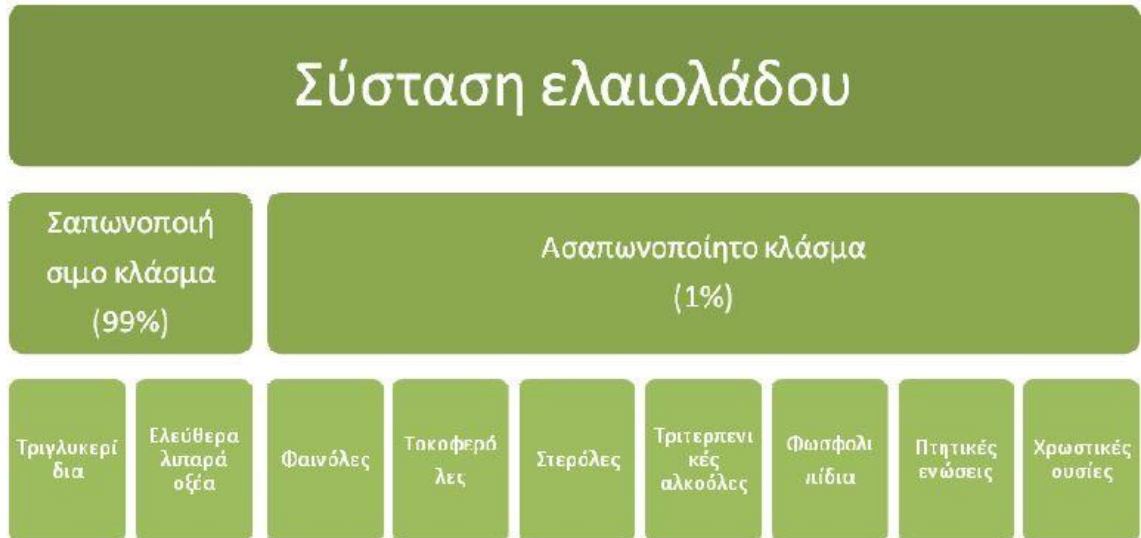 Σύσταση ελαιολάδου
Σαπωνοποιή
σιμο κλάσμα
(99%)
Ασαπωνοποίητο κλάσμα
(1%)
Τριγλυκερί
δια
Ελεύθερα
λιπαρά
οξέα
Φαινόλες
Τοκοφερό
λες
Στερόλες
Τριτερπενι
κές
αλκοόλες
Φωσφολι
πίδια
Πτητικές
ενώσεις
Χρωστικές
ουσίες